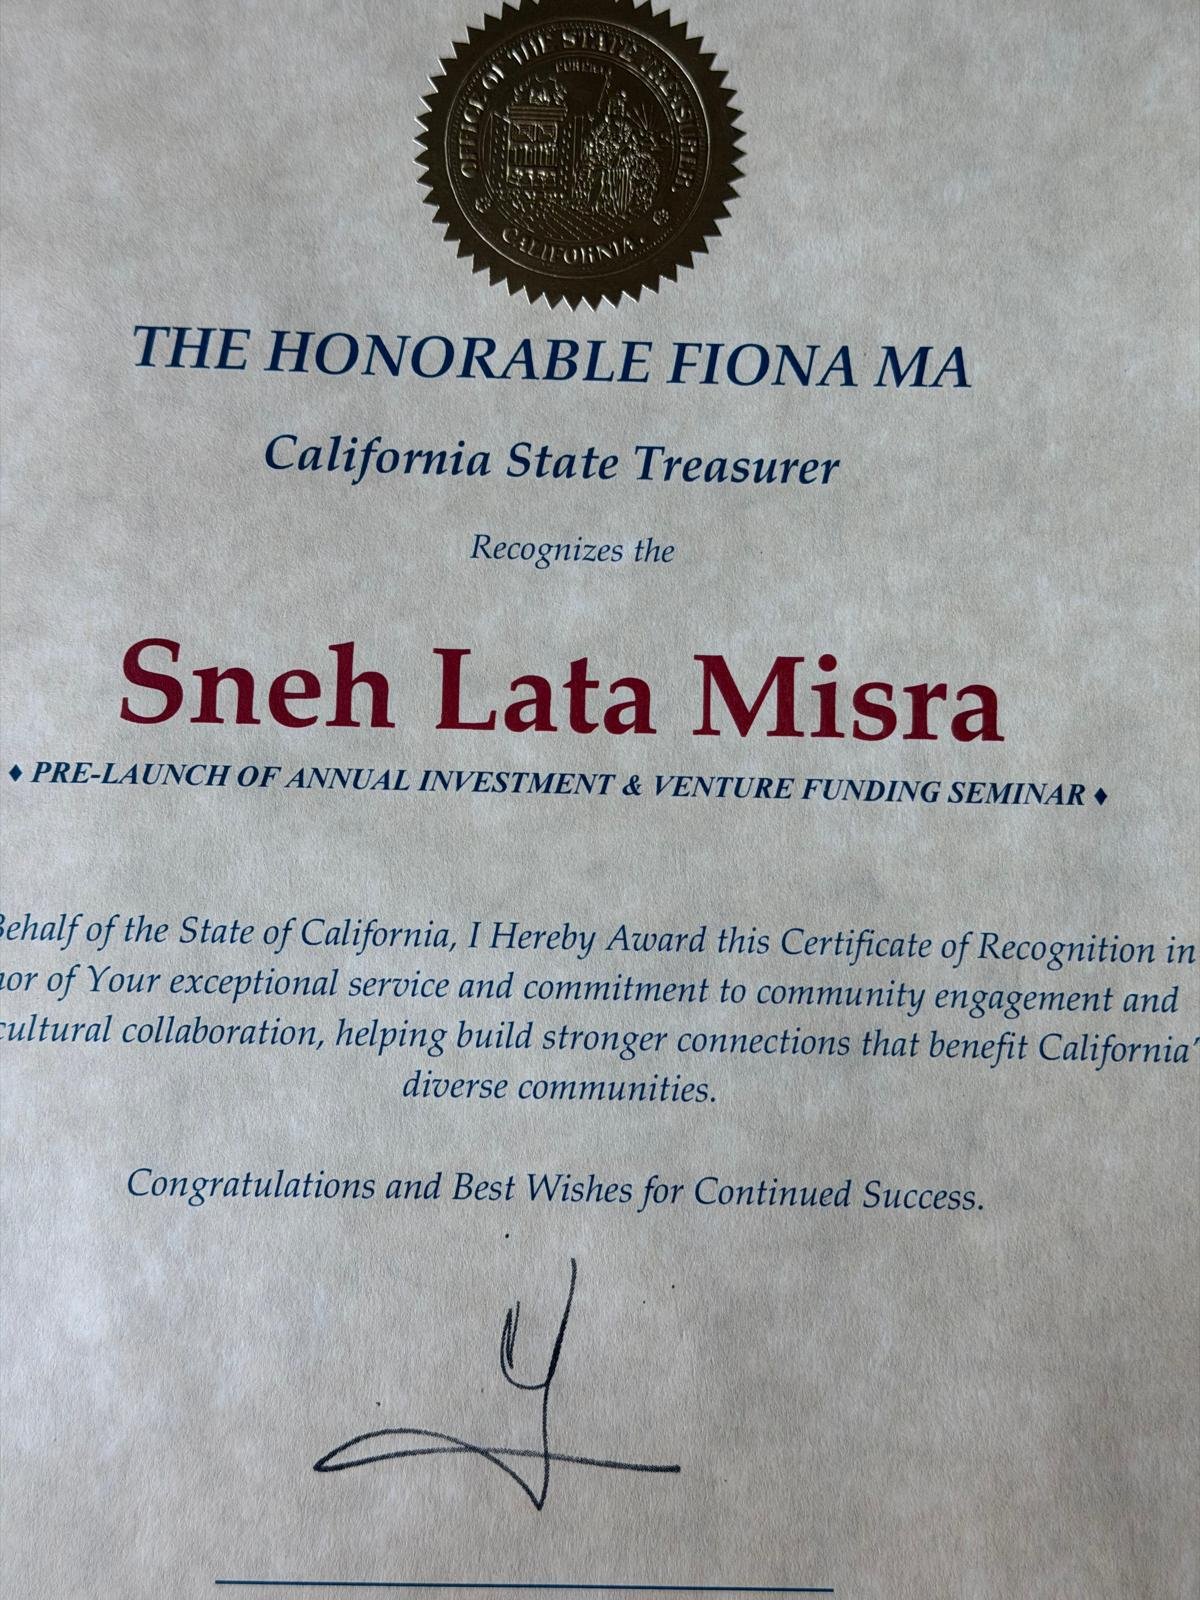 OFFICE OF THE STATE TREASURER
EUREKA
CALIFORNIA
THE HONORABLE FIONA MA
California State Treasurer
Recognizes the
Sneh Lata Misra
♦ PRE-LAUNCH OF ANNUAL INVESTMENT & VENTURE FUNDING SEMINAR ♦
Behalf of the State of California, I Hereby Award this Certificate of Recognition in
of Your exceptional service and commitment to community engagement and
cultural collaboration, helping build stronger connections that benefit California'
diverse communities.
Congratulations and Best Wishes for Continued Success.